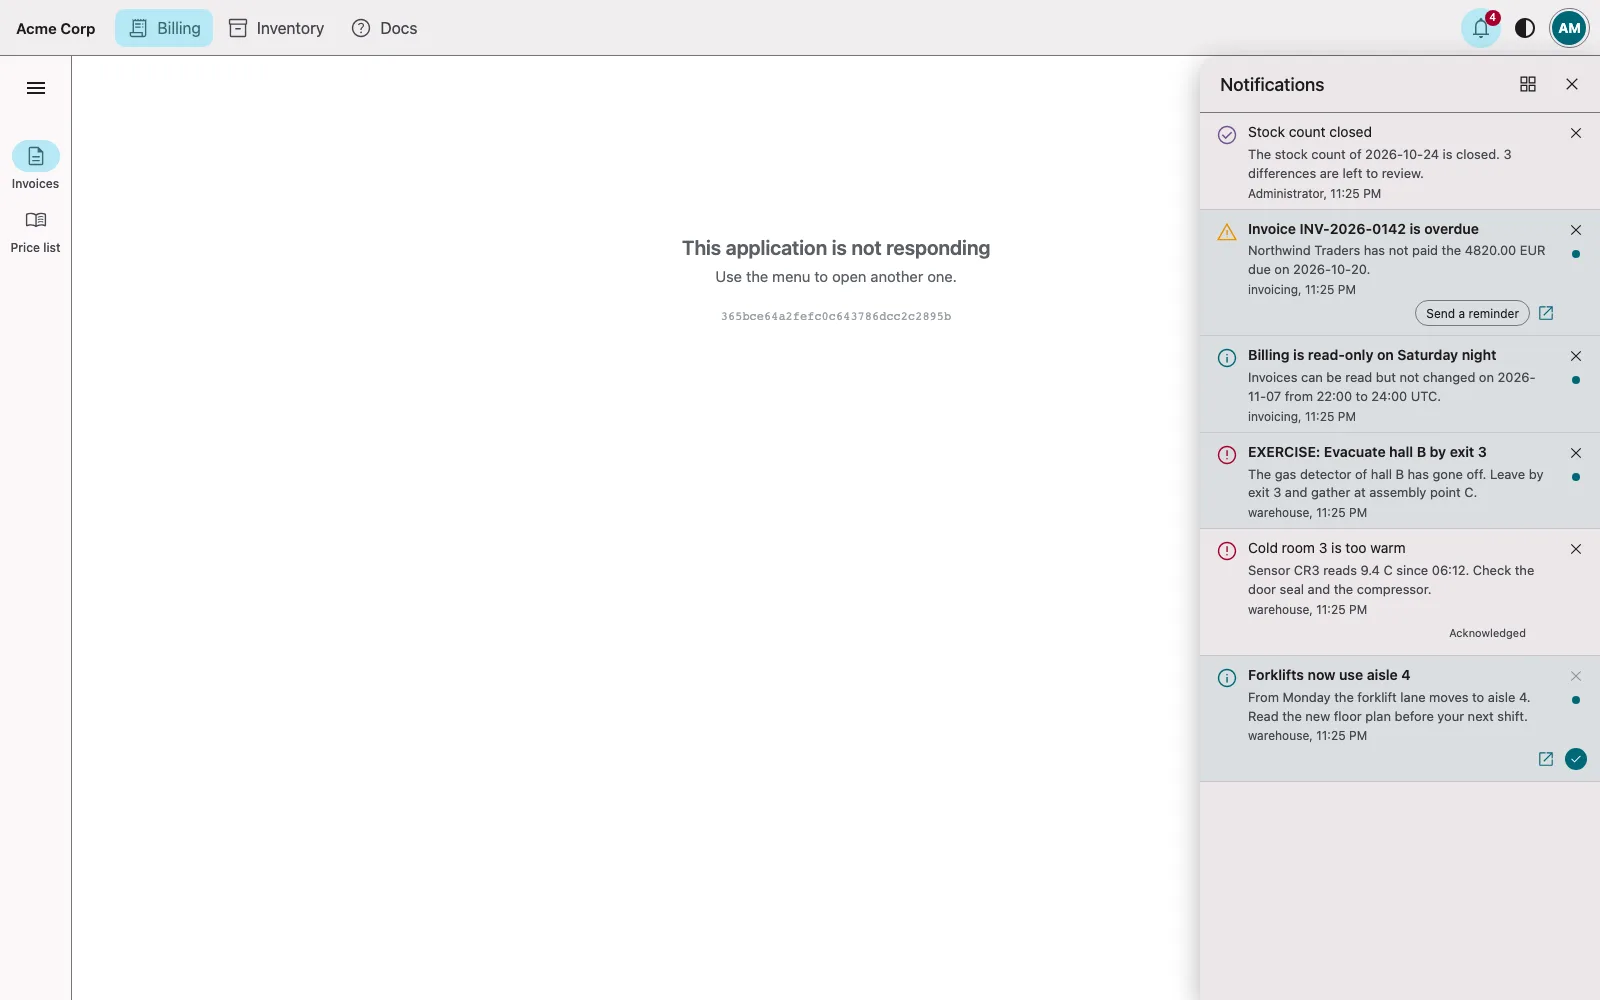 Acme Corp
Billing
Inventory
Docs
4
AM
Invoices
Price list
This application is not responding
Use the menu to open another one.
365bce64a2fefc0c643786dcc2c2895b
Notifications
Stock count closed
The stock count of 2026-10-24 is closed. 3
differences are left to review.
Administrator, 11:25 PM
Invoice INV-2026-0142 is overdue
Northwind Traders has not paid the 4820.00 EUR
due on 2026-10-20.
invoicing, 11:25 PM
Send a reminder
Billing is read-only on Saturday night
Invoices can be read but not changed on 2026-
11-07 from 22:00 to 24:00 UTC.
invoicing, 11:25 PM
EXERCISE: Evacuate hall B by exit 3
The gas detector of hall B has gone off. Leave by
exit 3 and gather at assembly point C.
warehouse, 11:25 PM
Cold room 3 is too warm
Sensor CR3 reads 9.4 C since 06:12. Check the
door seal and the compressor.
warehouse, 11:25 PM
Acknowledged
Forklifts now use aisle 4
From Monday the forklift lane moves to aisle 4.
Read the new floor plan before your next shift.
warehouse, 11:25 PM